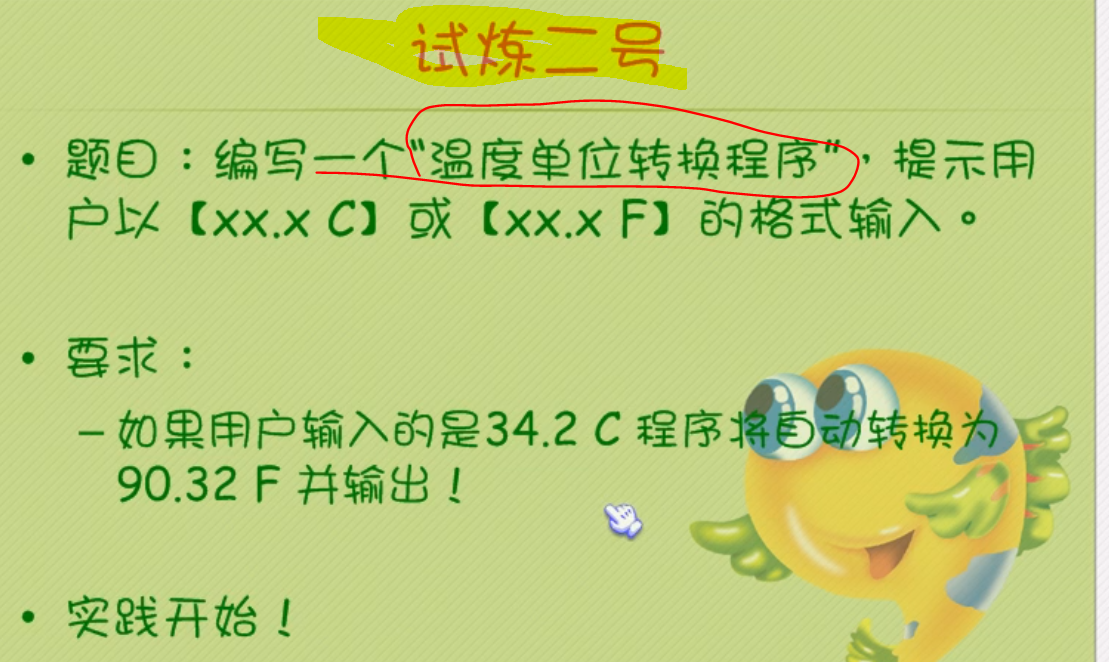 试炼二号
• 题目：编写一个“温度单位转换程序”，提示用
户以【xx.x C】或【xx.x F】的格式输入。
• 要求：
– 如果用户输入的是34.2 C 程序将自动转换为
90.32 F 并输出！
• 实践开始！